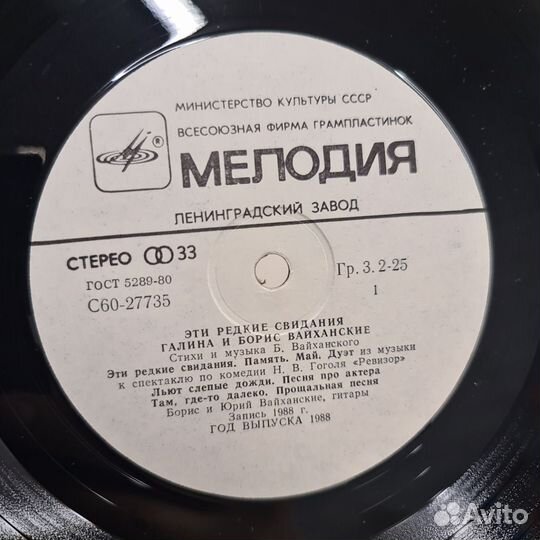 МИНИСТЕРСТВО КУЛЬТУРЫ СССР
ВСЕСОЮЗНАЯ ФИРМА ГРАМПЛАСТИНОК
®
МЕЛОДИЯ
ЛЕНИНГРАДСКИЙ ЗАВОД
СТЕРЕО 33
ГОСТ 5289-80
С60-27735
Гр. 3. 2-25
1
ЭТИ РЕДКИЕ СВИДАНИЯ
ГАЛИНА И БОРИС ВАЙХАНСКИЕ
Стихи и музыка Б. Вайханского
Эти редкие свидания. Память. Май. Дуэт из музыки
к спектаклю по комедии Н. В. Гоголя «Ревизор»
Льют слепые дожди. Песня про актера
Там, где-то далеко. Прощальная песня
Борис и Юрий Вайханские, гитары
Запись 1988 г.
ГОД ВЫПУСКА 1988
Avito